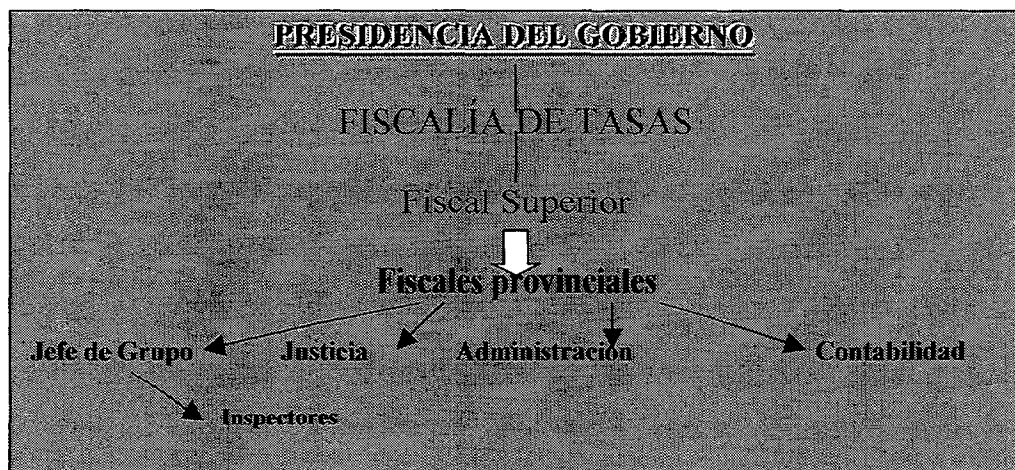 PRESIDENCIA DEL GOBIERNO
FISCALÍA DE TASAS
Fiscal Superior
Fiscales provinciales
Jefe de Grupo Justicia Administración Contabilidad
Inspectores